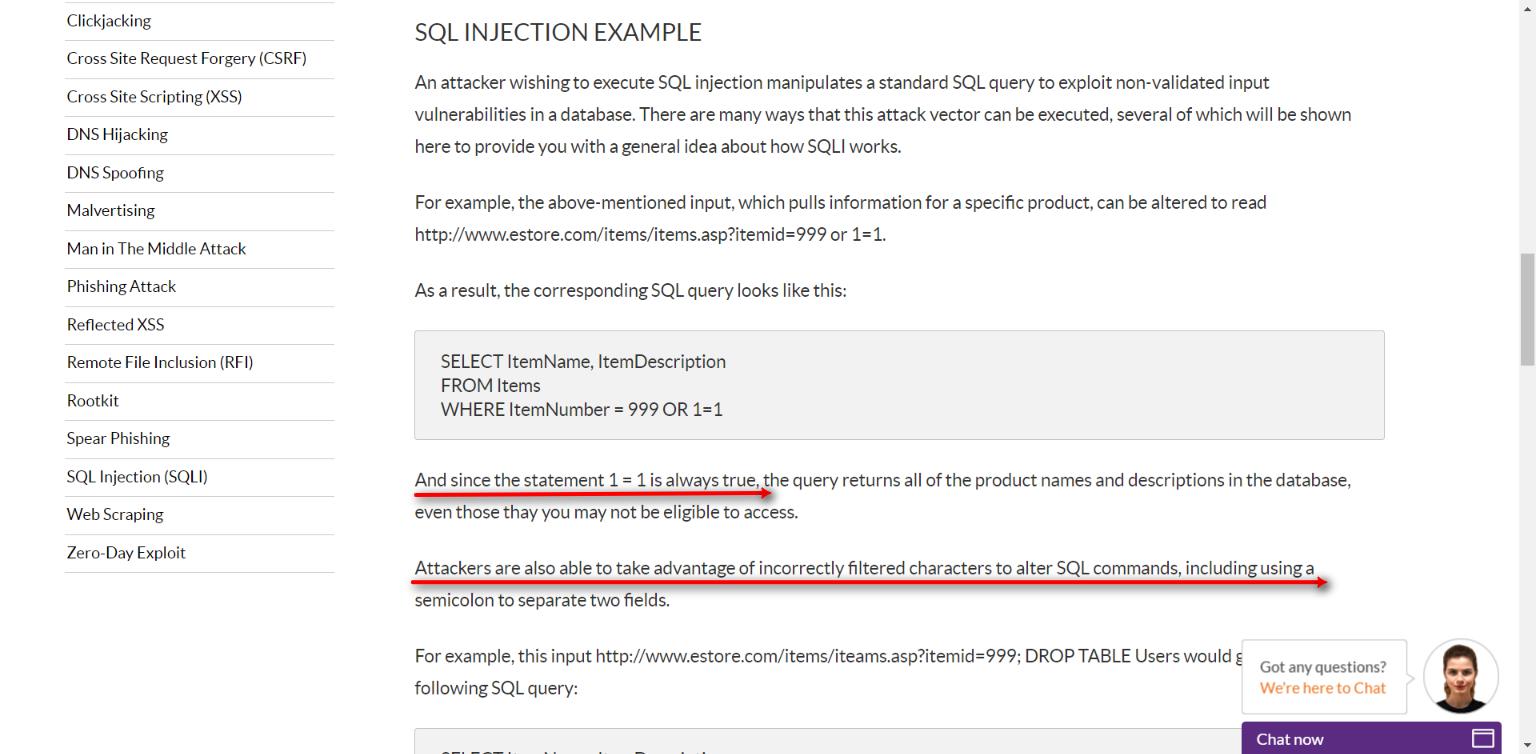 Clickjacking
Cross Site Request Forgery (CSRF)
Cross Site Scripting (XSS)
DNS Hijacking
DNS Spoofing
Malvertising
Man in The Middle Attack
Phishing Attack
Reflected XSS
Remote File Inclusion (RFI)
Rootkit
Spear Phishing
SQL Injection (SQLI)
Web Scraping
Zero-Day Exploit
SQL INJECTION EXAMPLE
An attacker wishing to execute SQL injection manipulates a standard SQL query to exploit non-validated input
vulnerabilities in a database. There are many ways that this attack vector can be executed, several of which will be shown
here to provide you with a general idea about how SQLI works.
For example, the above-mentioned input, which pulls information for a specific product, can be altered to read
http://www.estore.com/items/items.asp?itemid=999 or 1=1.
As a result, the corresponding SQL query looks like this:
SELECT ItemName, ItemDescription
FROM Items
WHERE ItemNumber = 999 OR 1=1
And since the statement 1 = 1 is always true, the query returns all of the product names and descriptions in the database,
even those thay you may not be eligible to access.
Attackers are also able to take advantage of incorrectly filtered characters to alter SQL commands, including using a
semicolon to separate two fields.
For example, this input http://www.estore.com/items/iteams.asp?itemid=999; DROP TABLE Users would
following SQL query:
Got any questions?
We're here to Chat
Chat now